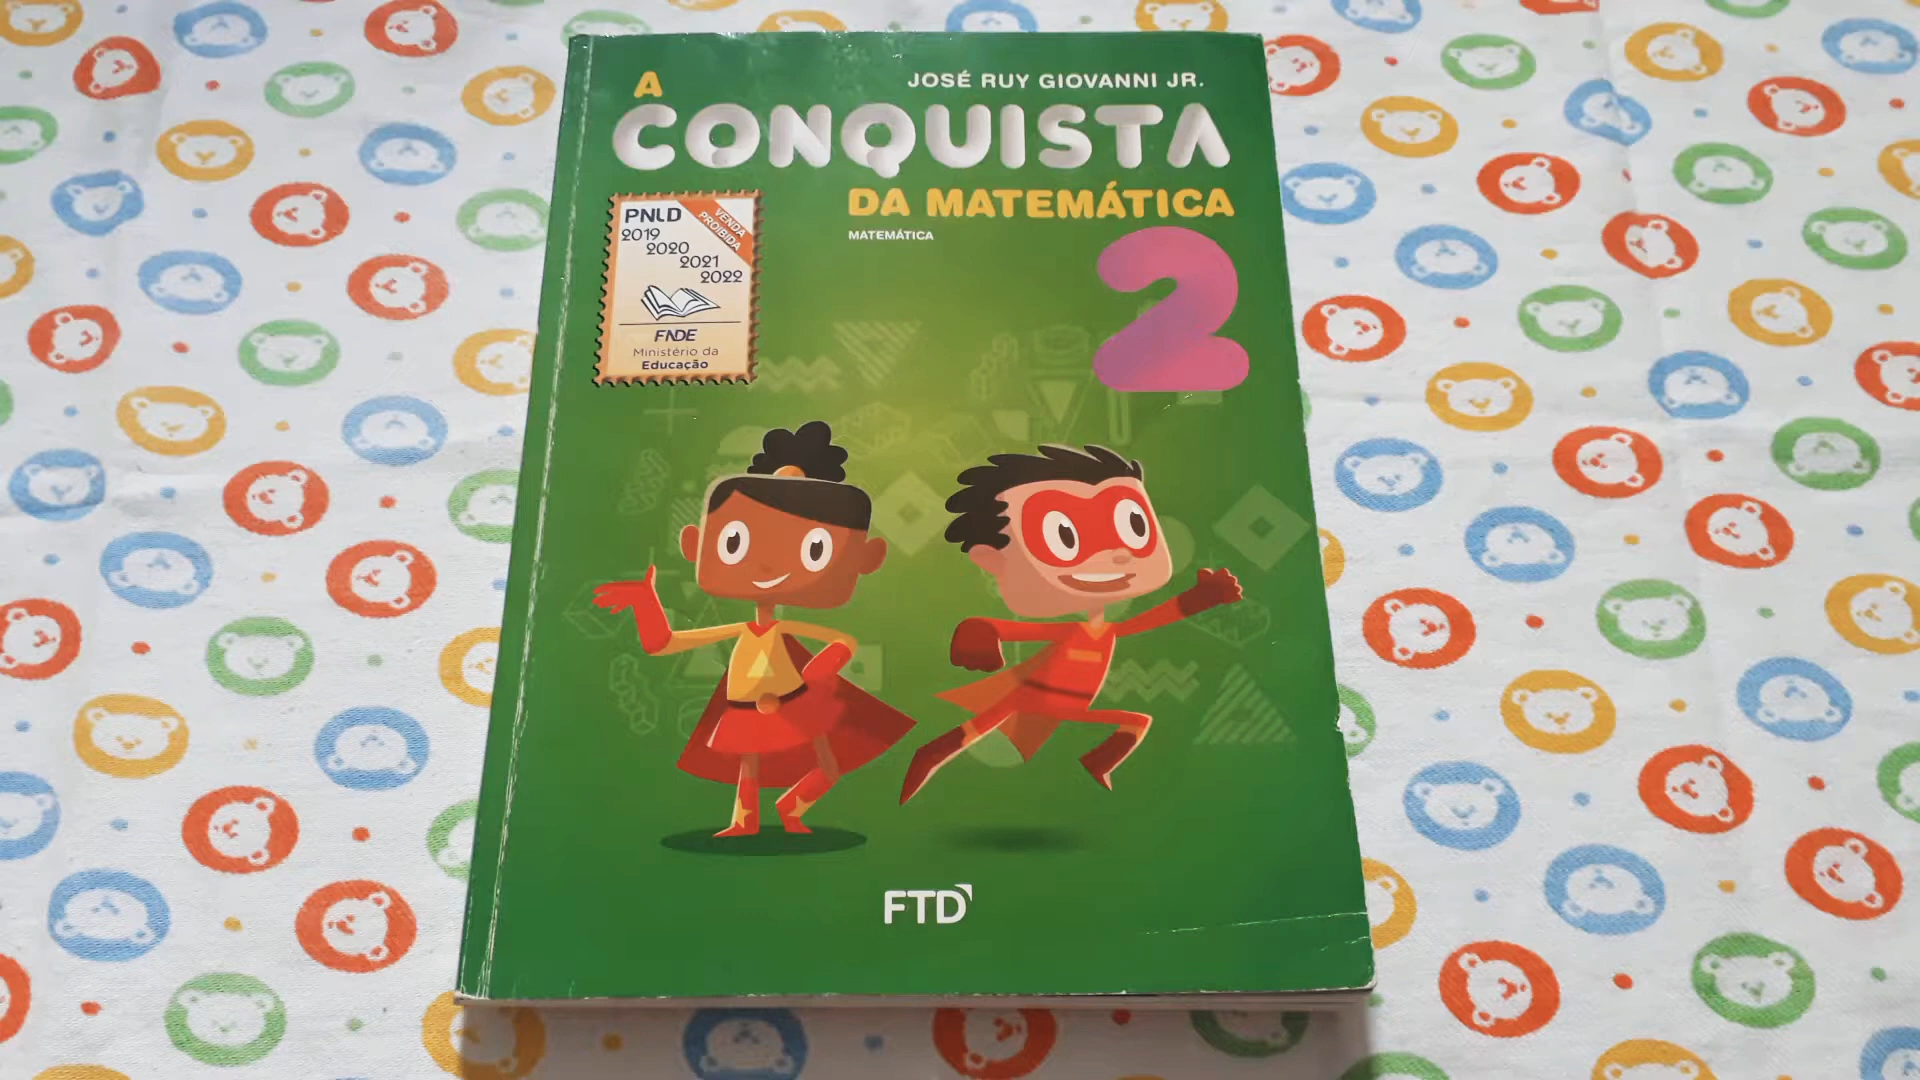 A
JOSÉ RUY GIOVANNI JR.
CONQUISTA
DA MATEMÁTICA
MATEMÁTICA
2
PNLD
2019
2020
2021
2022
VENDA
PROIBIDA
FNDE
Ministério da
Educação
FTD